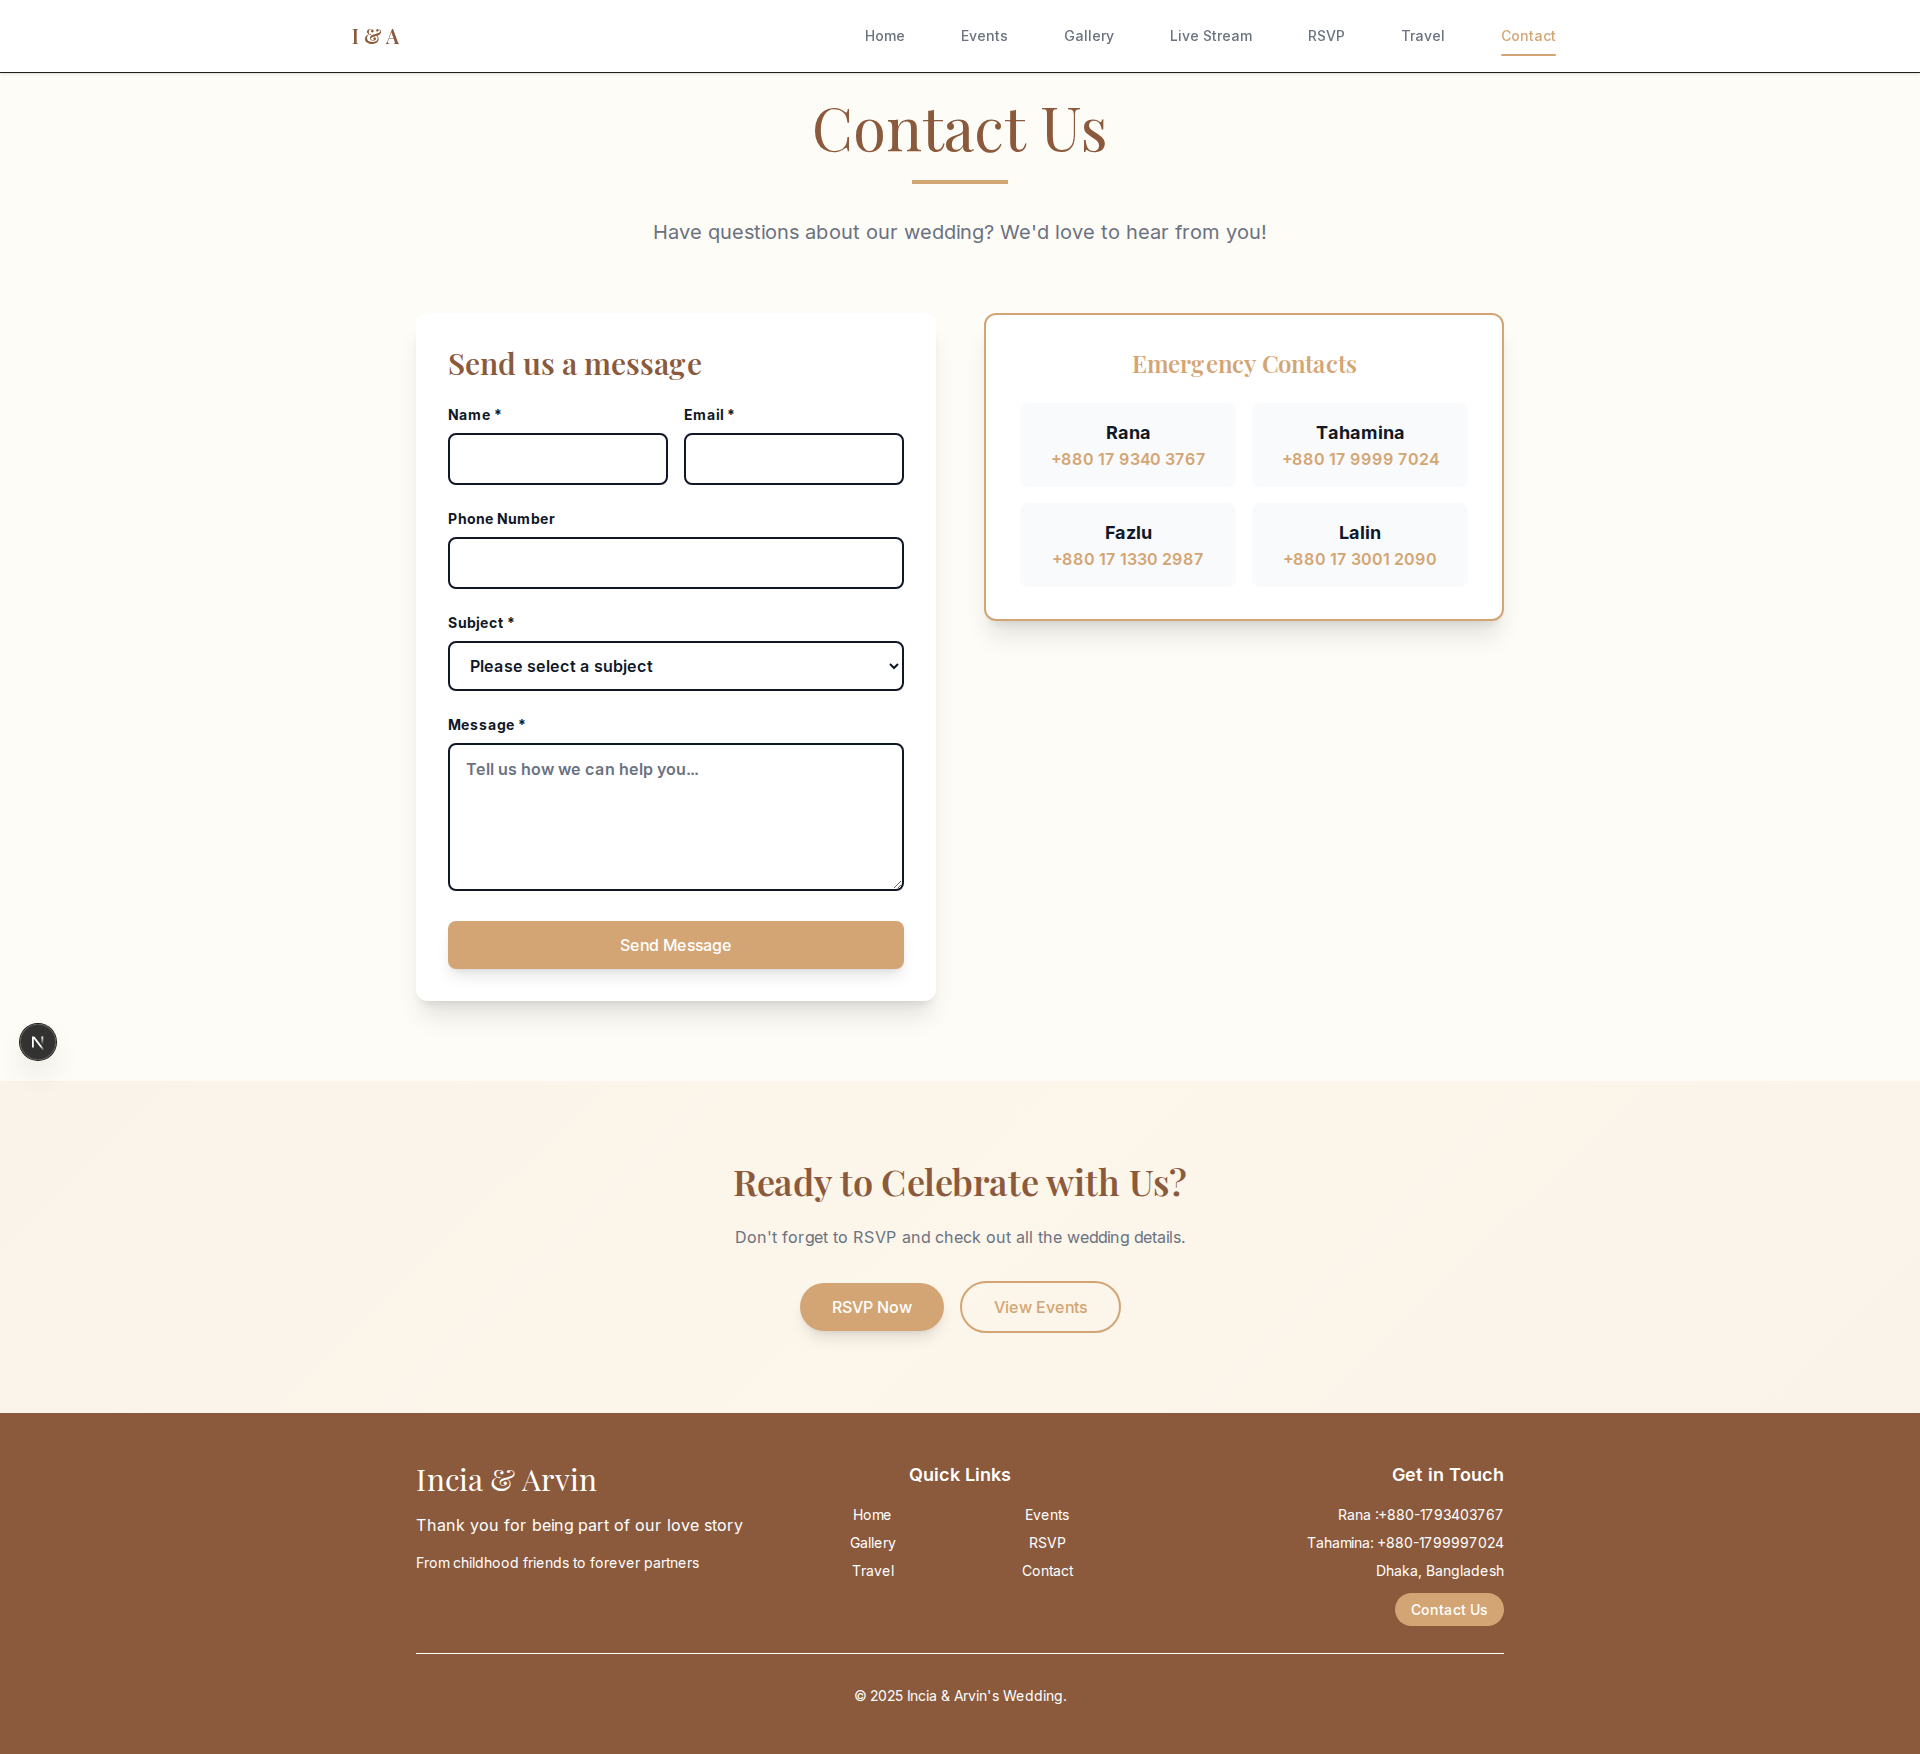 I & A
Home Events Gallery Live Stream RSVP Travel Contact
Contact Us
Have questions about our wedding? We'd love to hear from you!
Send us a message
Name * Email *
Phone Number
Subject *
Please select a subject
Message *
Tell us how we can help you...
Send Message
Emergency Contacts
Rana
+880 17 9340 3767
Tahamina
+880 17 9999 7024
Fazlu
+880 17 1330 2987
Lalin
+880 17 3001 2090
N
Ready to Celebrate with Us?
Don't forget to RSVP and check out all the wedding details.
RSVP Now View Events
Incia & Arvin
Thank you for being part of our love story
From childhood friends to forever partners
Quick Links
Home Events
Gallery RSVP
Travel Contact
Get in Touch
Rana :+880-1793403767
Tahamina: +880-1799997024
Dhaka, Bangladesh
Contact Us
© 2025 Incia & Arvin's Wedding.